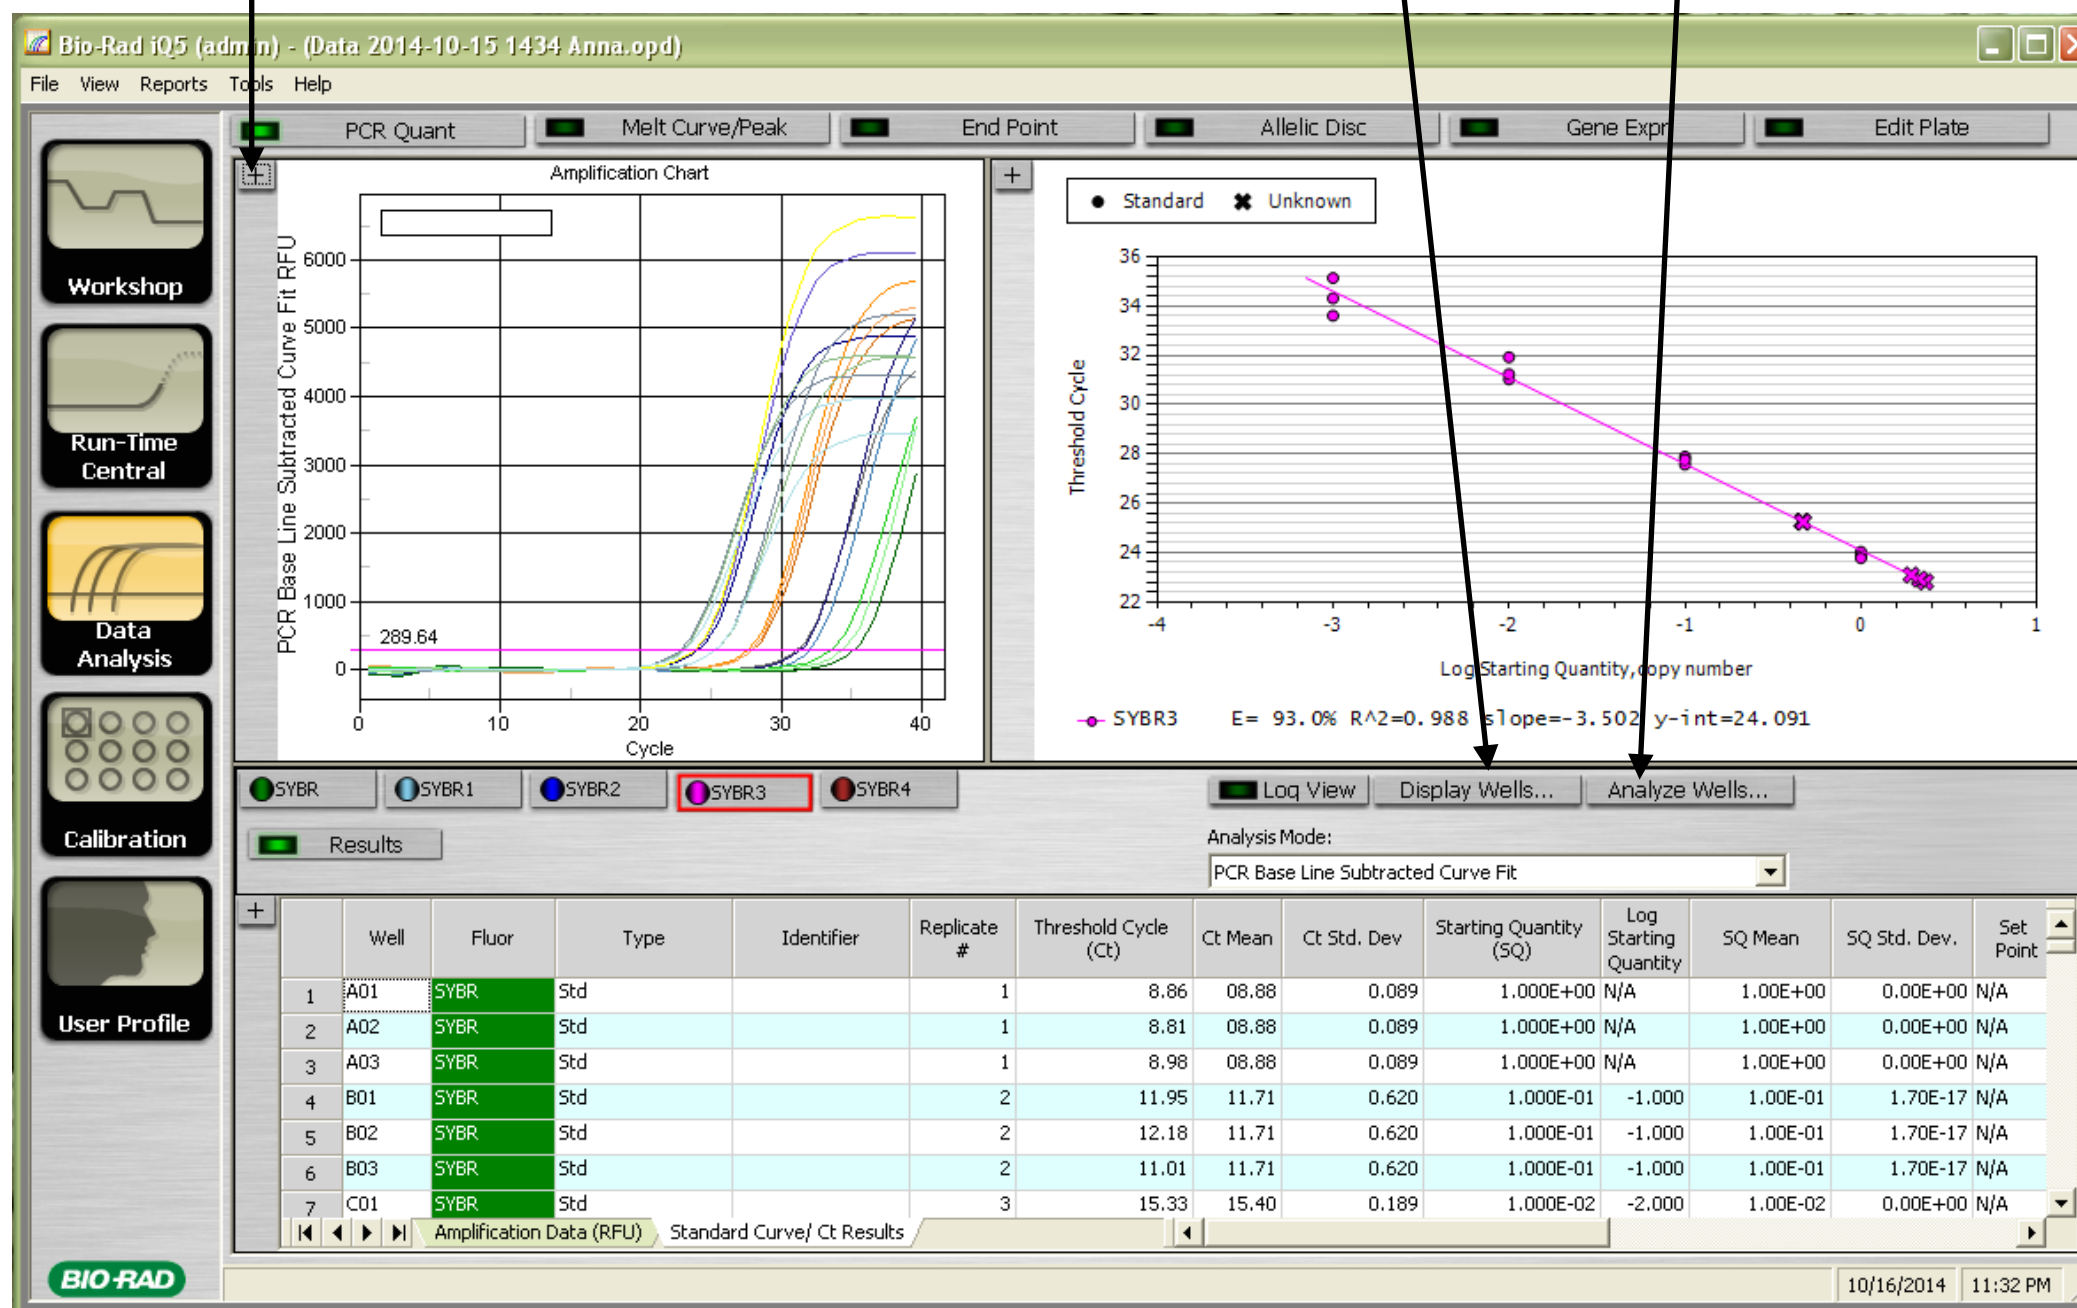 Bio-Rad iQ5 (admin) - (Data 2014-10-15 1434 Anna.opd)
File View Reports Tools Help
PCR Quant Melt Curve/Peak End Point Allelic Disc Gene Expr Edit Plate
Workshop
Run-Time
Central
Data
Analysis
Calibration
User Profile
BIO-RAD
+
Amplification Chart
PCR Base Line Subtracted Curve Fit RFU
6000
5000
4000
3000
2000
1000
0
289.64
0 10 20 30 40
Cycle
+
Standard Unknown
Threshold Cycle
36
34
32
30
28
26
24
22
-4 -3 -2 -1 0 1
Log Starting Quantity, copy number
SYBR3 E= 93.0% R^2=0.988 slope=-3.502 y-int=24.091
SYBR SYBR1 SYBR2 SYBR3 SYBR4
Log View Display Wells... Analyze Wells...
Results
Analysis Mode:
PCR Base Line Subtracted Curve Fit
+
Well Fluor Type Identifier Replicate # Threshold Cycle (Ct) Ct Mean Ct Std. Dev Starting Quantity (SQ) Log Starting Quantity SQ Mean SQ Std. Dev. Set Point
1 A01 SYBR Std 1 8.86 08.88 0.089 1.000E+00 N/A 1.00E+00 0.00E+00 N/A
2 A02 SYBR Std 1 8.81 08.88 0.089 1.000E+00 N/A 1.00E+00 0.00E+00 N/A
3 A03 SYBR Std 1 8.98 08.88 0.089 1.000E+00 N/A 1.00E+00 0.00E+00 N/A
4 B01 SYBR Std 2 11.95 11.71 0.620 1.000E-01 -1.000 1.00E-01 1.70E-17 N/A
5 B02 SYBR Std 2 12.18 11.71 0.620 1.000E-01 -1.000 1.00E-01 1.70E-17 N/A
6 B03 SYBR Std 2 11.01 11.71 0.620 1.000E-01 -1.000 1.00E-01 1.70E-17 N/A
7 C01 SYBR Std 3 15.33 15.40 0.189 1.000E-02 -2.000 1.00E-02 0.00E+00 N/A
Amplification Data (RFU) Standard Curve/ Ct Results
10/16/2014 11:32 PM